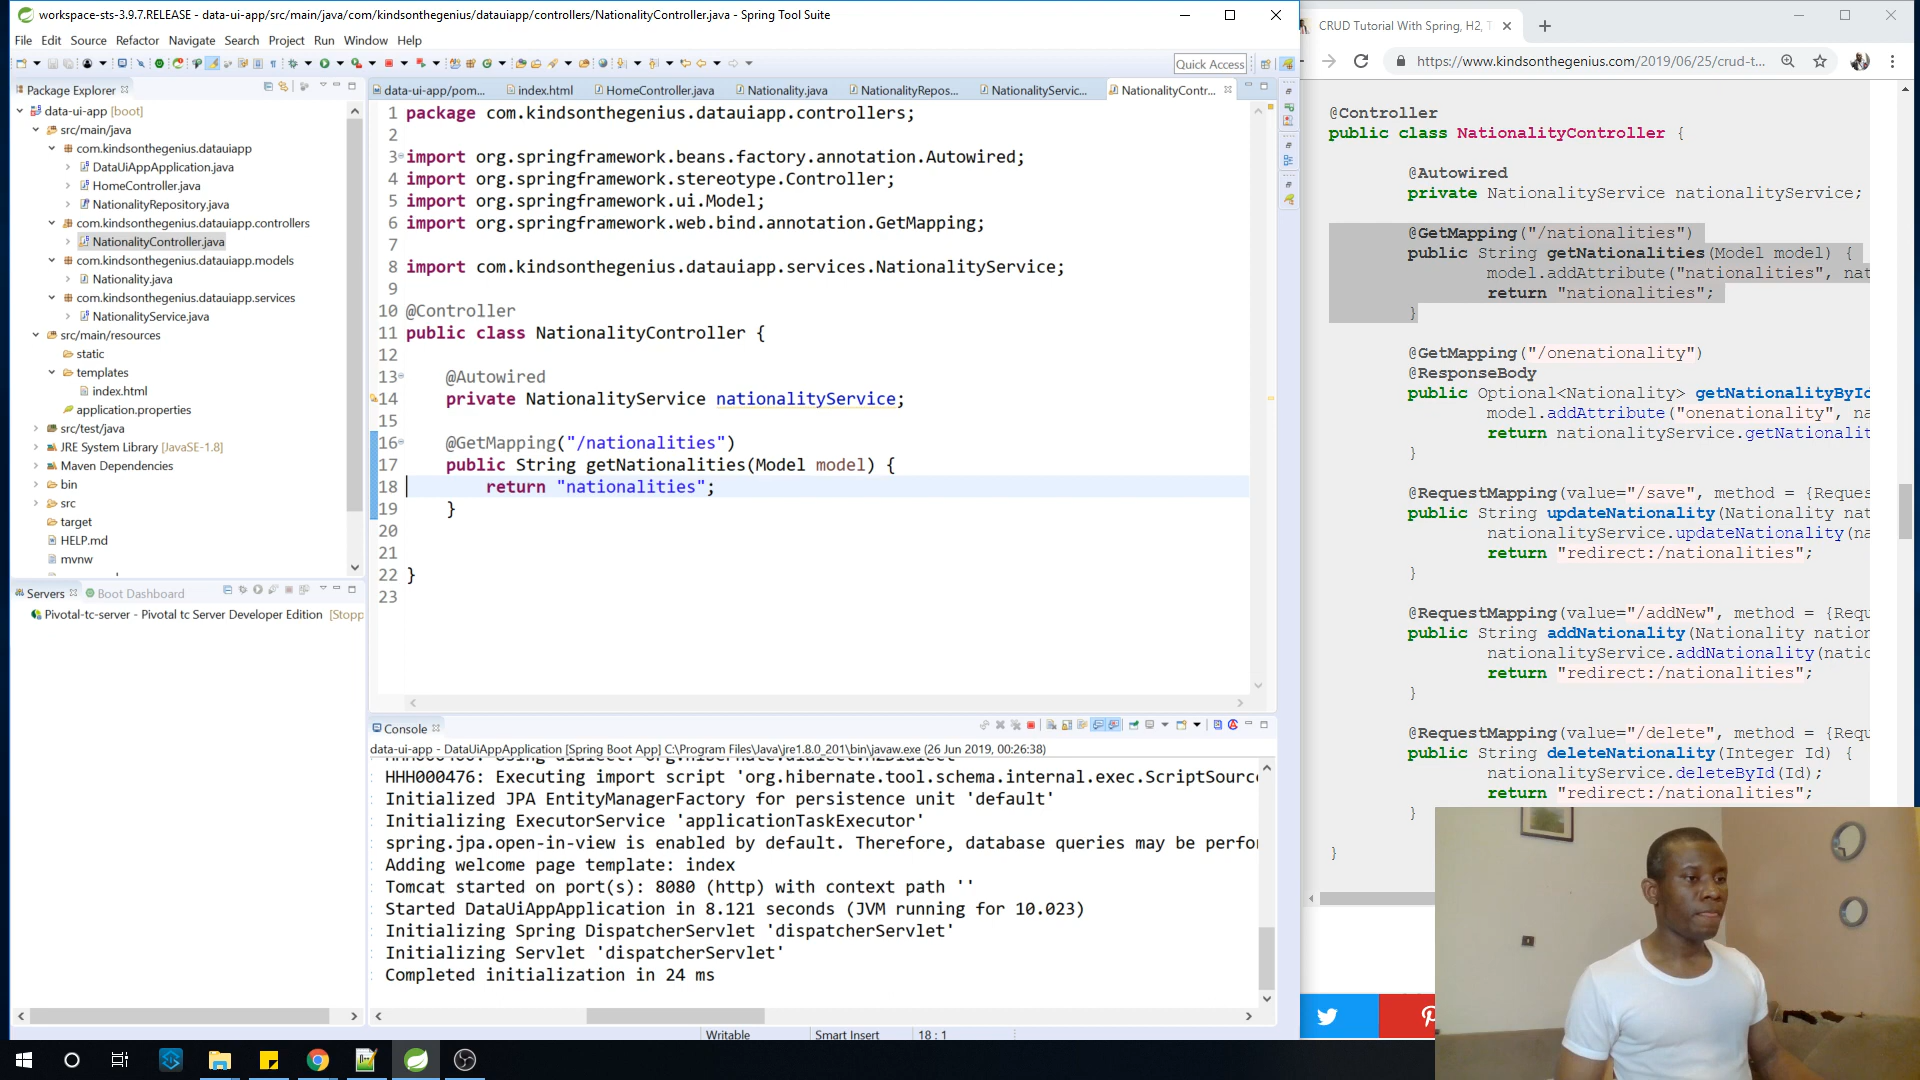 workspace-sts-3.9.7.RELEASE - data-ui-app/src/main/java/com/kindsonthegenius/datauiapp/controllers/NationalityController.java - Spring Tool Suite
File Edit Source Refactor Navigate Search Project Run Window Help
Quick Access
Package Explorer
data-ui-app [boot]
src/main/java
com.kindsonthegenius.datauiapp
DataUiAppApplication.java
HomeController.java
NationalityRepository.java
com.kindsonthegenius.datauiapp.controllers
NationalityController.java
com.kindsonthegenius.datauiapp.models
Nationality.java
com.kindsonthegenius.datauiapp.services
NationalityService.java
src/main/resources
static
templates
index.html
application.properties
src/test/java
JRE System Library [JavaSE-1.8]
Maven Dependencies
bin
src
target
HELP.md
mvnw
Servers Boot Dashboard
Pivotal-tc-server - Pivotal tc Server Developer Edition [Stopp
data-ui-app/pom... index.html HomeController.java Nationality.java NationalityRepos... NationalityServic... NationalityContr...
1 package com.kindsonthegenius.datauiapp.controllers;
2
3 import org.springframework.beans.factory.annotation.Autowired;
4 import org.springframework.stereotype.Controller;
5 import org.springframework.ui.Model;
6 import org.springframework.web.bind.annotation.GetMapping;
7
8 import com.kindsonthegenius.datauiapp.services.NationalityService;
9
10 @Controller
11 public class NationalityController {
12
13 @Autowired
14 private NationalityService nationalityService;
15
16 @GetMapping("/nationalities")
17 public String getNationalities(Model model) {
18 return "nationalities";
19 }
20
21
22 }
23
Console
data-ui-app - DataUiAppApplication [Spring Boot App] C:\Program Files\Java\jre1.8.0_201\bin\javaw.exe (26 Jun 2019, 00:26:38)
HHH000476: Executing import script 'org.hibernate.tool.schema.internal.exec.ScriptSource
Initialized JPA EntityManagerFactory for persistence unit 'default'
Initializing ExecutorService 'applicationTaskExecutor'
spring.jpa.open-in-view is enabled by default. Therefore, database queries may be perfor
Adding welcome page template: index
Tomcat started on port(s): 8080 (http) with context path ''
Started DataUiAppApplication in 8.121 seconds (JVM running for 10.023)
Initializing Spring DispatcherServlet 'dispatcherServlet'
Initializing Servlet 'dispatcherServlet'
Completed initialization in 24 ms
Writable Smart Insert 18 : 1
CRUD Tutorial With Spring, H2, T
https://www.kindsonthegenius.com/2019/06/25/crud-t...
@Controller
public class NationalityController {
@Autowired
private NationalityService nationalityService;
@GetMapping("/nationalities")
public String getNationalities(Model model) {
model.addAttribute("nationalities", nat
return "nationalities";
}
@GetMapping("/onenationality")
@ResponseBody
public Optional<Nationality> getNationalityById
model.addAttribute("onenationality", na
return nationalityService.getNationalit
}
@RequestMapping(value="/save", method = {Reques
public String updateNationality(Nationality nat
nationalityService.updateNationality(na
return "redirect:/nationalities";
}
@RequestMapping(value="/addNew", method = {Requ
public String addNationality(Nationality nation
nationalityService.addNationality(natio
return "redirect:/nationalities";
}
@RequestMapping(value="/delete", method = {Requ
public String deleteNationality(Integer Id) {
nationalityService.deleteById(Id);
return "redirect:/nationalities";
}
}